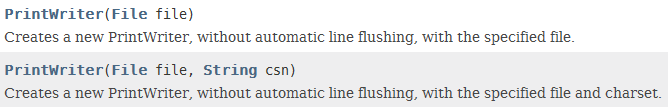 PrintWriter(File file)
Creates a new PrintWriter, without automatic line flushing, with the specified file.
PrintWriter(File file, String csn)
Creates a new PrintWriter, without automatic line flushing, with the specified file and charset.